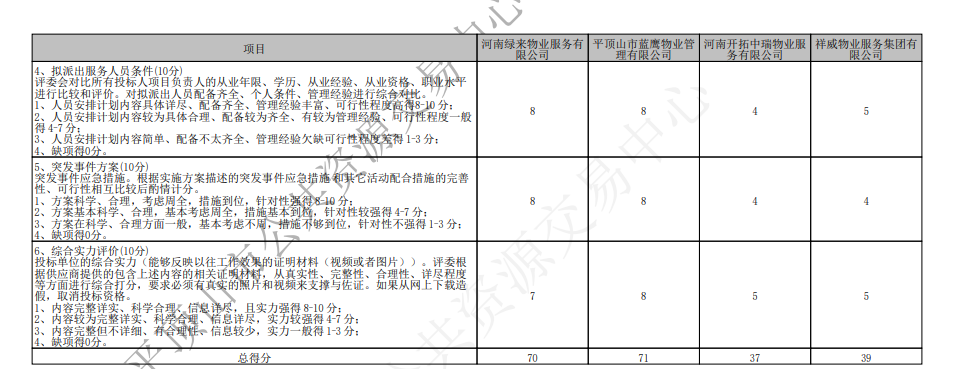 项目
河南绿来物业服务有限公司
平顶山市蓝鹰物业管理有限公司
河南开拓中瑞物业服务有限公司
祥威物业服务集团有限公司
4、拟派出服务人员条件(10分)
评委会对比所有投标人项目负责人的从业年限、学历、从业经验、从业资格、职业水平
进行比较和评价。对拟派出人员配备齐全、个人条件、管理经验进行综合对比。
1、人员安排计划内容具体详尽、配备齐全、管理经验丰富、可行性程度高得8-10分；
2、人员安排计划内容较为具体合理、配备较为齐全、有较为管理经验、可行性程度一般
得4-7分；
3、人员安排计划内容简单、配备不太齐全、管理经验欠缺可行性程度差得1-3分；
4、缺项得0分。
8
8
4
5
5、突发事件方案(10分)
突发事件应急措施。根据实施方案描述的突发事件应急措施和其它活动配合措施的完善
性、可行性相互比较后酌情计分。
1、方案科学、合理，考虑周全，措施到位，针对性强得8-10分；
2、方案基本科学、合理，基本考虑周全，措施基本到位，针对性较强得4-7分；
3、方案在科学、合理方面一般，基本考虑不周，措施不够到位，针对性不强得1-3分；
4、缺项得0分。
8
8
4
4
6、综合实力评价(10分)
投标单位的综合实力（能够反映以往工作效果的证明材料（视频或者图片））。评委根
据供应商提供的包含上述内容的相关证明材料，从真实性、完整性、合理性、详尽程度
等方面进行综合打分，要求必须有真实的照片和视频来支撑与佐证。如果从网上下载造
假，取消投标资格。
1、内容完整详实、科学合理、信息详尽，且实力强得8-10分；
2、内容较为完整详实、科学合理、信息详尽，实力较强得4-7分；
3、内容完整但不详细、有合理性、信息较少，实力一般得1-3分；
4、缺项得0分。
7
8
5
5
总得分
70
71
37
39
平顶山市公共资源交易中心
公共资源交易中心